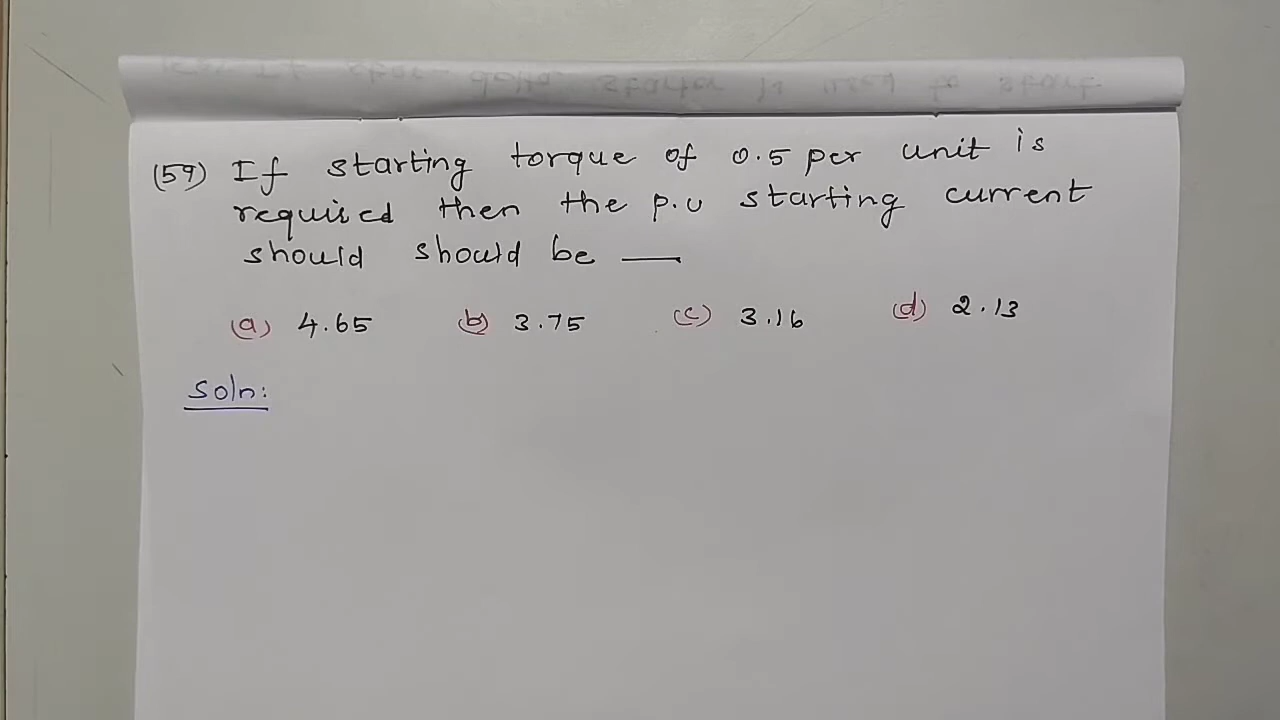 (59) If starting torque of 0.5 per unit is
required then the p.u starting current
should should be —
(a) 4.65 (b) 3.75 (c) 3.16 (d) 2.13
Soln: